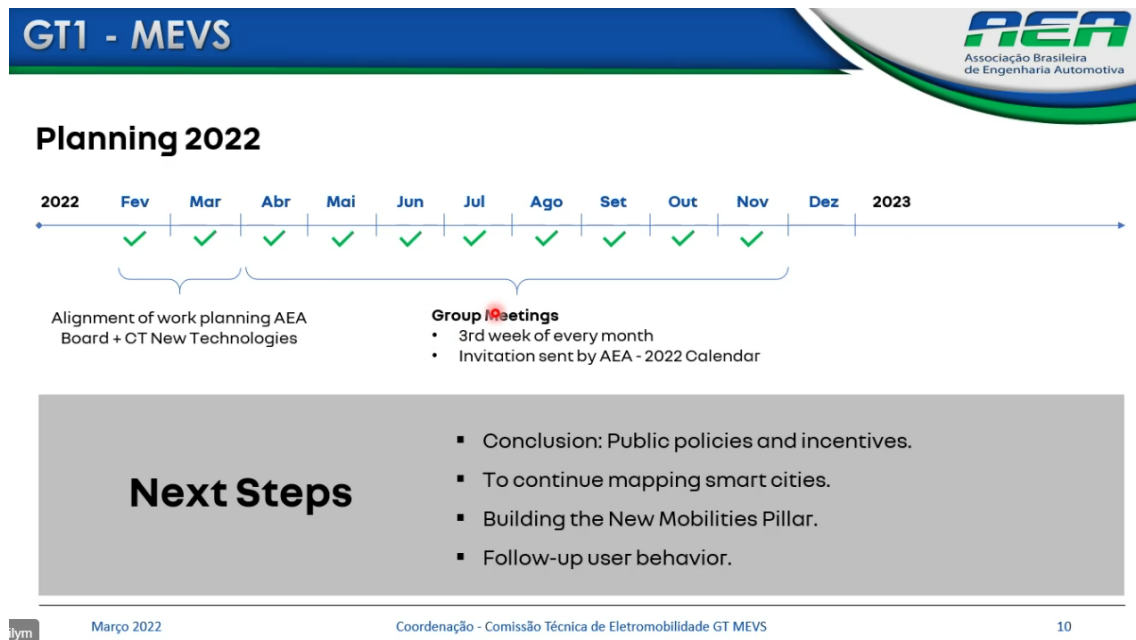 GT1 - MEVS
AEA
Associação Brasileira
de Engenharia Automotiva
Planning 2022
2022 Fev Mar Abr Mai Jun Jul Ago Set Out Nov Dez 2023
Alignment of work planning AEA
Board + CT New Technologies
Group Meetings
• 3rd week of every month
• Invitation sent by AEA - 2022 Calendar
Next Steps
▪ Conclusion: Public policies and incentives.
▪ To continue mapping smart cities.
▪ Building the New Mobilities Pillar.
▪ Follow-up user behavior.
ilym
Março 2022
Coordenação - Comissão Técnica de Eletromobilidade GT MEVS
10